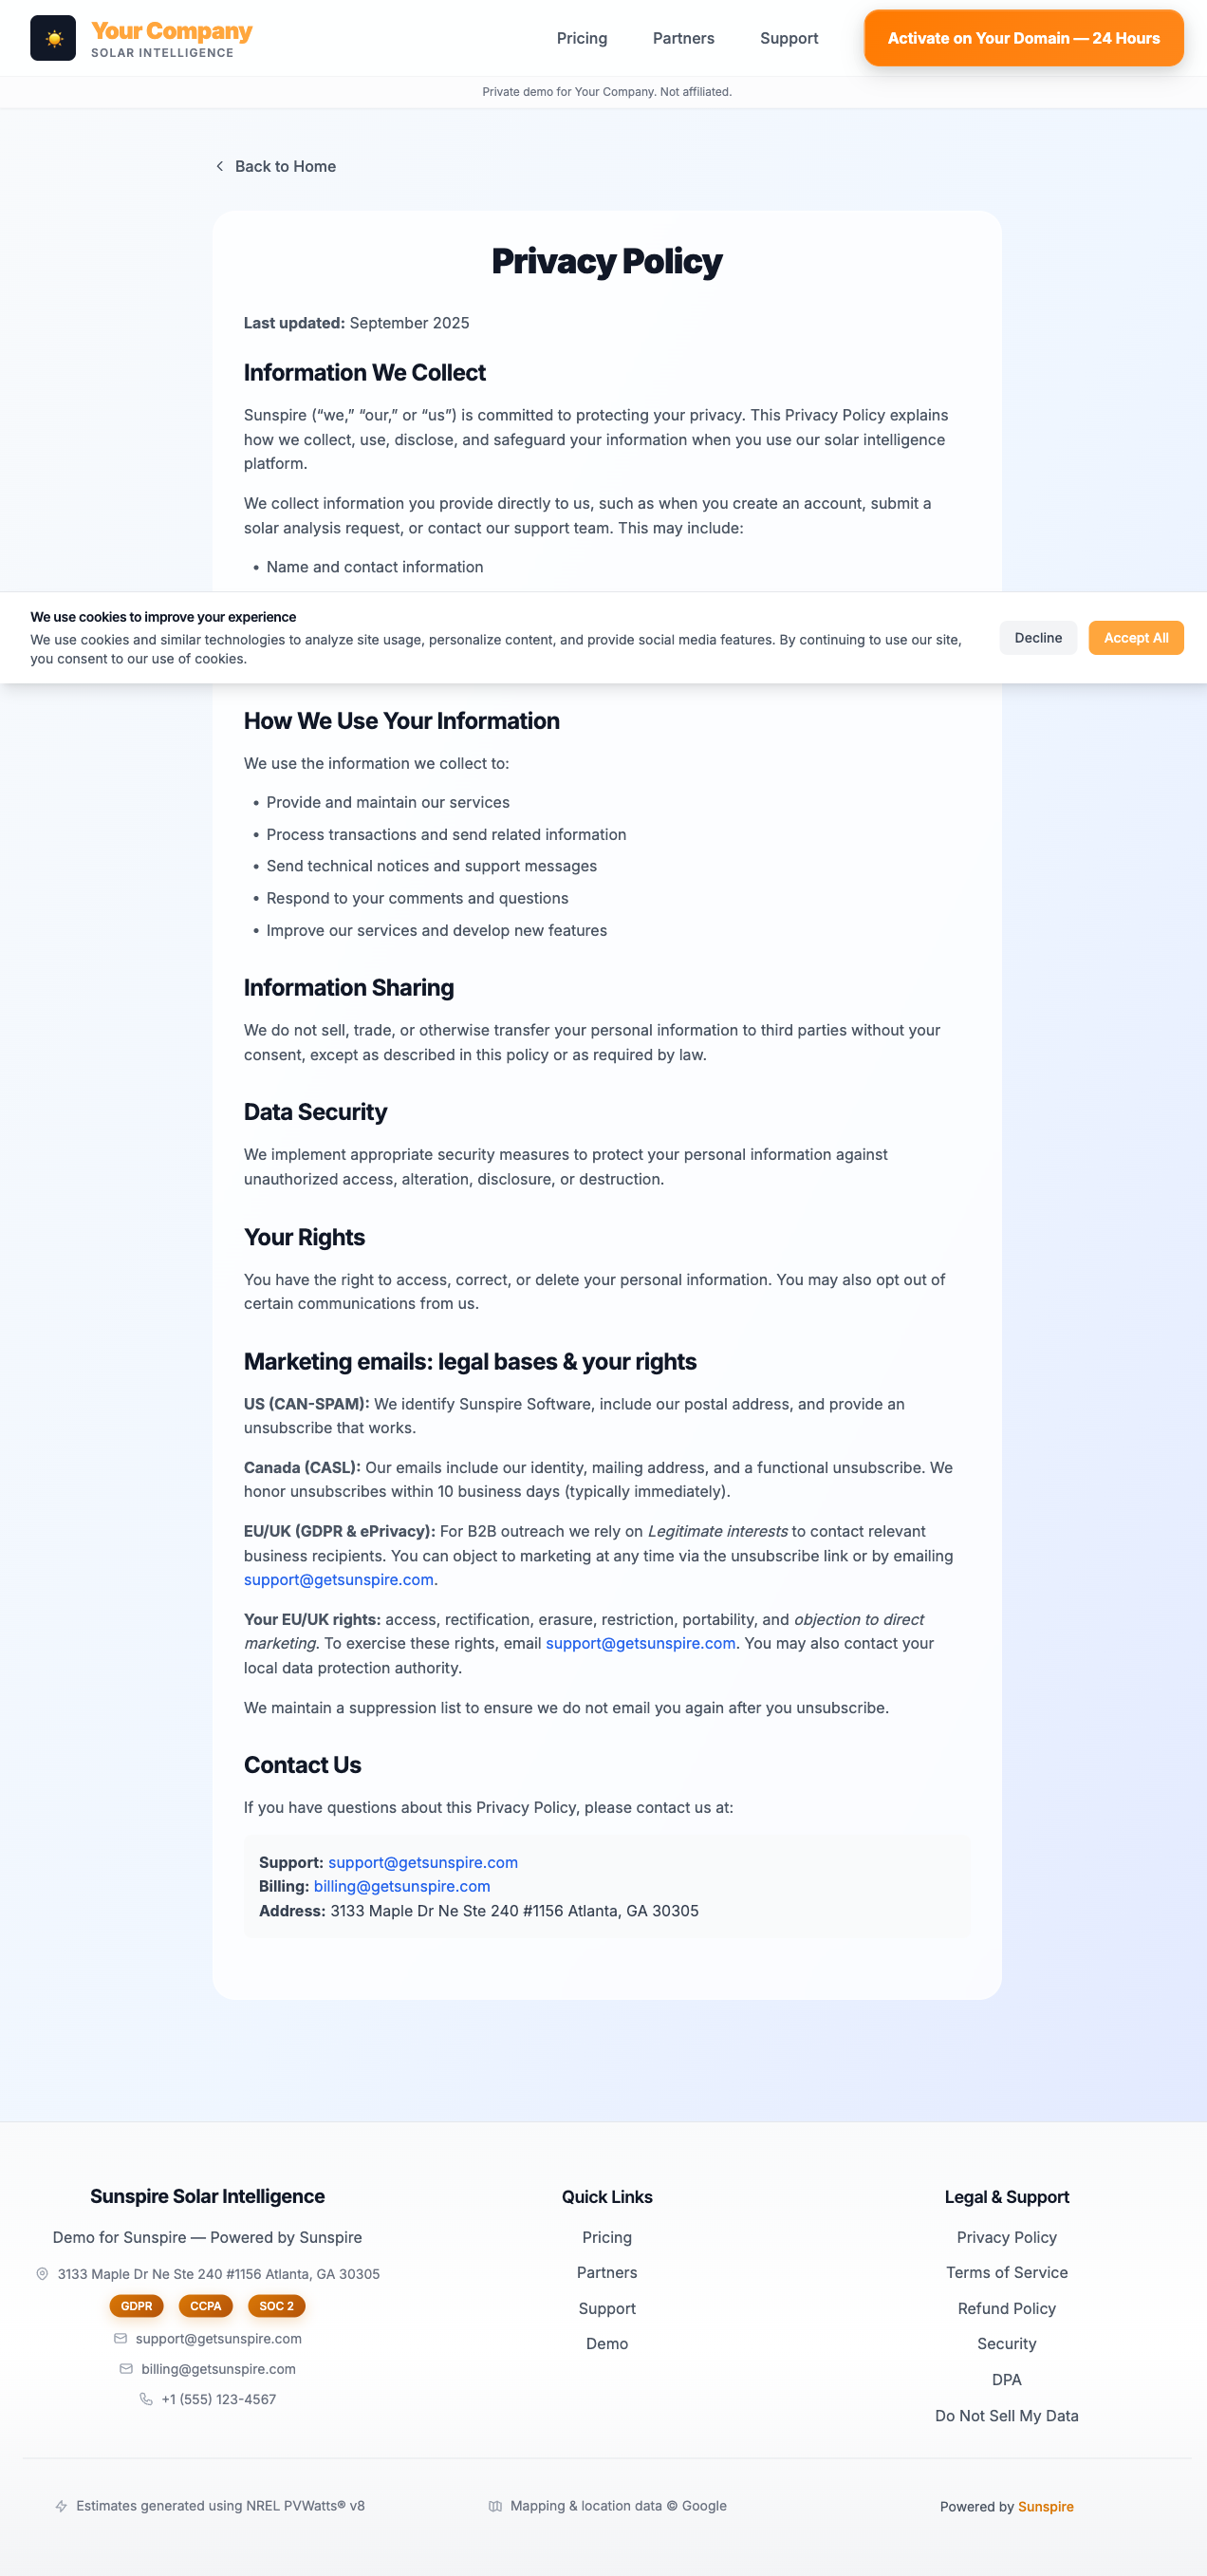 Your Company
SOLAR INTELLIGENCE
Pricing
Partners
Support
Activate on Your Domain — 24 Hours
Private demo for Your Company. Not affiliated.
Back to Home
Privacy Policy
Last updated: September 2025
Information We Collect
Sunspire (“we,” “our,” or “us”) is committed to protecting your privacy. This Privacy Policy explains
how we collect, use, disclose, and safeguard your information when you use our solar intelligence
platform.
We collect information you provide directly to us, such as when you create an account, submit a
solar analysis request, or contact our support team. This may include:
• Name and contact information
We use cookies to improve your experience
We use cookies and similar technologies to analyze site usage, personalize content, and provide social media features. By continuing to use our site,
you consent to our use of cookies.
Decline
Accept All
How We Use Your Information
We use the information we collect to:
• Provide and maintain our services
• Process transactions and send related information
• Send technical notices and support messages
• Respond to your comments and questions
• Improve our services and develop new features
Information Sharing
We do not sell, trade, or otherwise transfer your personal information to third parties without your
consent, except as described in this policy or as required by law.
Data Security
We implement appropriate security measures to protect your personal information against
unauthorized access, alteration, disclosure, or destruction.
Your Rights
You have the right to access, correct, or delete your personal information. You may also opt out of
certain communications from us.
Marketing emails: legal bases & your rights
US (CAN-SPAM): We identify Sunspire Software, include our postal address, and provide an
unsubscribe that works.
Canada (CASL): Our emails include our identity, mailing address, and a functional unsubscribe. We
honor unsubscribes within 10 business days (typically immediately).
EU/UK (GDPR & ePrivacy): For B2B outreach we rely on Legitimate interests to contact relevant
business recipients. You can object to marketing at any time via the unsubscribe link or by emailing
support@getsunspire.com.
Your EU/UK rights: access, rectification, erasure, restriction, portability, and objection to direct
marketing. To exercise these rights, email support@getsunspire.com. You may also contact your
local data protection authority.
We maintain a suppression list to ensure we do not email you again after you unsubscribe.
Contact Us
If you have questions about this Privacy Policy, please contact us at:
Support: support@getsunspire.com
Billing: billing@getsunspire.com
Address: 3133 Maple Dr Ne Ste 240 #1156 Atlanta, GA 30305
Sunspire Solar Intelligence
Demo for Sunspire — Powered by Sunspire
3133 Maple Dr Ne Ste 240 #1156 Atlanta, GA 30305
GDPR
CCPA
SOC 2
support@getsunspire.com
billing@getsunspire.com
+1 (555) 123-4567
Quick Links
Pricing
Partners
Support
Demo
Legal & Support
Privacy Policy
Terms of Service
Refund Policy
Security
DPA
Do Not Sell My Data
Estimates generated using NREL PVWatts® v8
Mapping & location data © Google
Powered by Sunspire